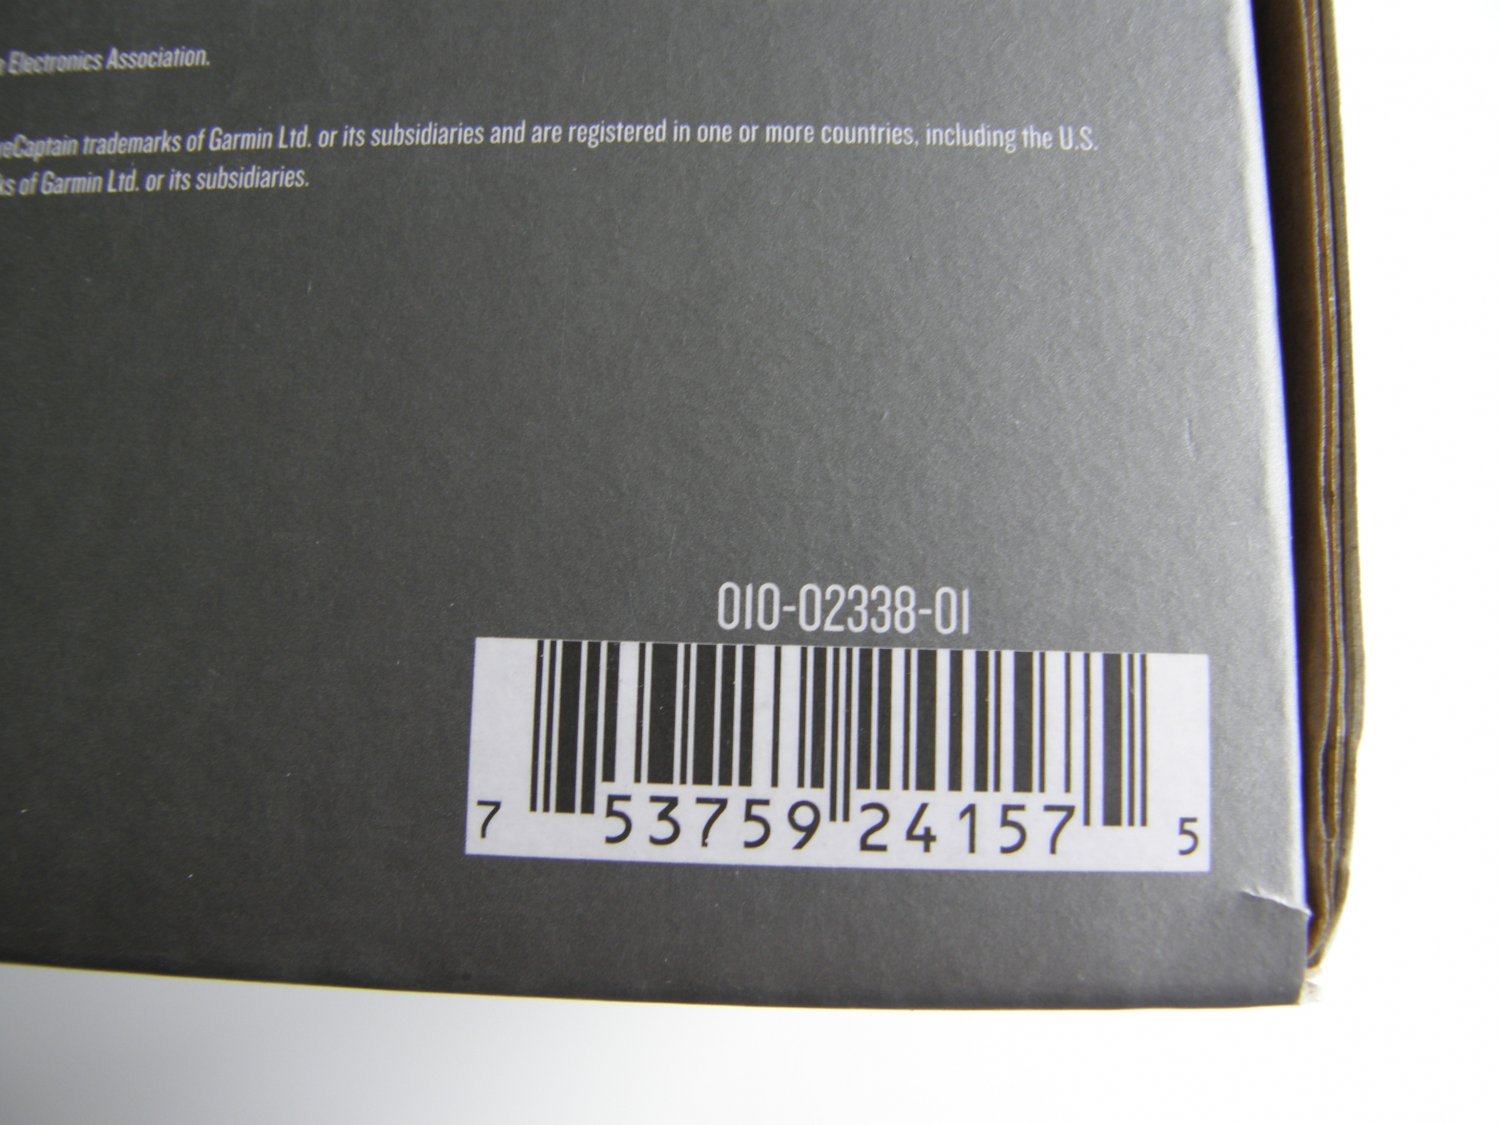 Electronics Association.
eCaptain trademarks of Garmin Ltd. or its subsidiaries and are registered in one or more countries, including the U.S.
ks of Garmin Ltd. or its subsidiaries.
010-02338-01
7 53759 24157 5